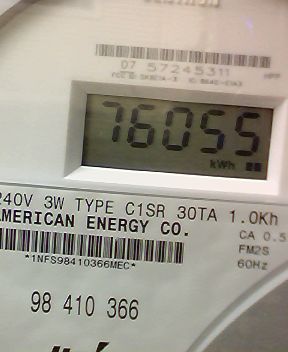 07 57245311
76055
kWh
240V 3W TYPE C1SR 30TA 1.0Kh
AMERICAN ENERGY CO.
CA 0.5
FM2S
*1NFS98410366MEC*
60Hz
98 410 366